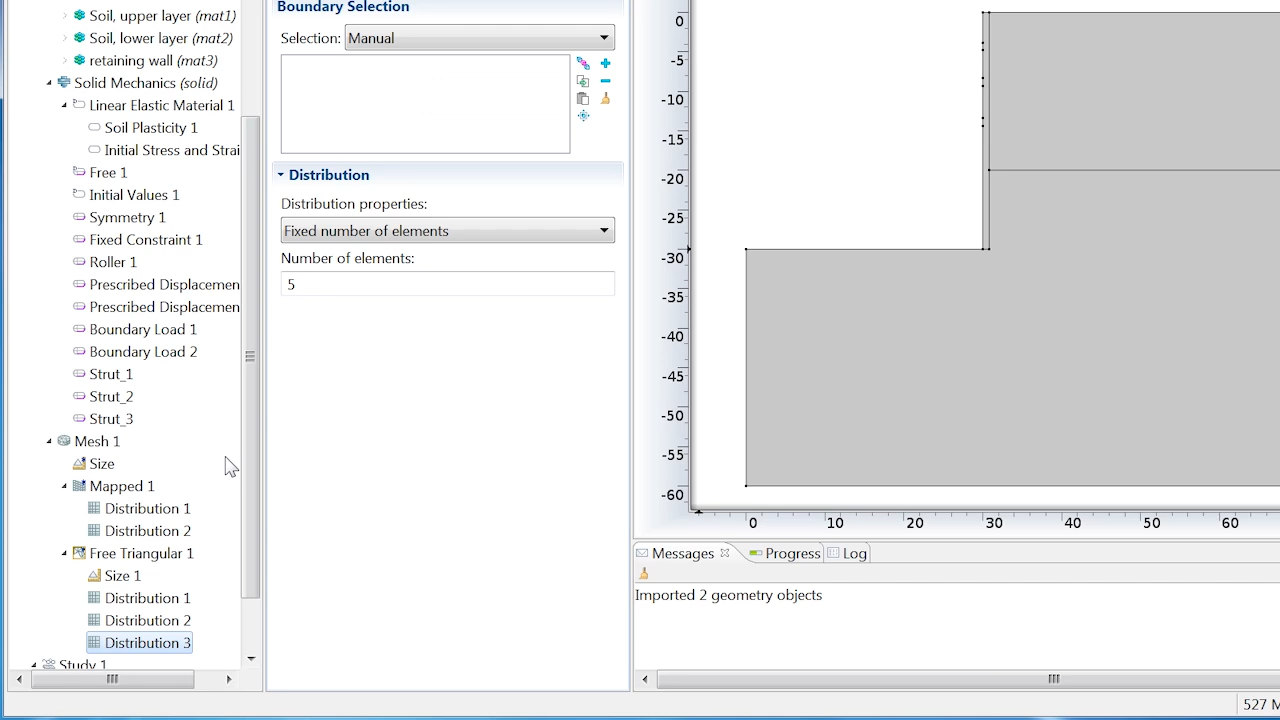 Soil, upper layer (mat1)
Soil, lower layer (mat2)
retaining wall (mat3)
Solid Mechanics (solid)
Linear Elastic Material 1
Soil Plasticity 1
Initial Stress and Strai
Free 1
Initial Values 1
Symmetry 1
Fixed Constraint 1
Roller 1
Prescribed Displacemen
Prescribed Displacemen
Boundary Load 1
Boundary Load 2
Strut_1
Strut_2
Strut_3
Mesh 1
Size
Mapped 1
Distribution 1
Distribution 2
Free Triangular 1
Size 1
Distribution 1
Distribution 2
Distribution 3
Study 1
Boundary Selection
Selection: Manual
Distribution
Distribution properties:
Fixed number of elements
Number of elements:
5
0
-5
-10
-15
-20
-25
-30
-35
-40
-45
-50
-55
-60
0 10 20 30 40 50 60
Messages Progress Log
Imported 2 geometry objects
527 M